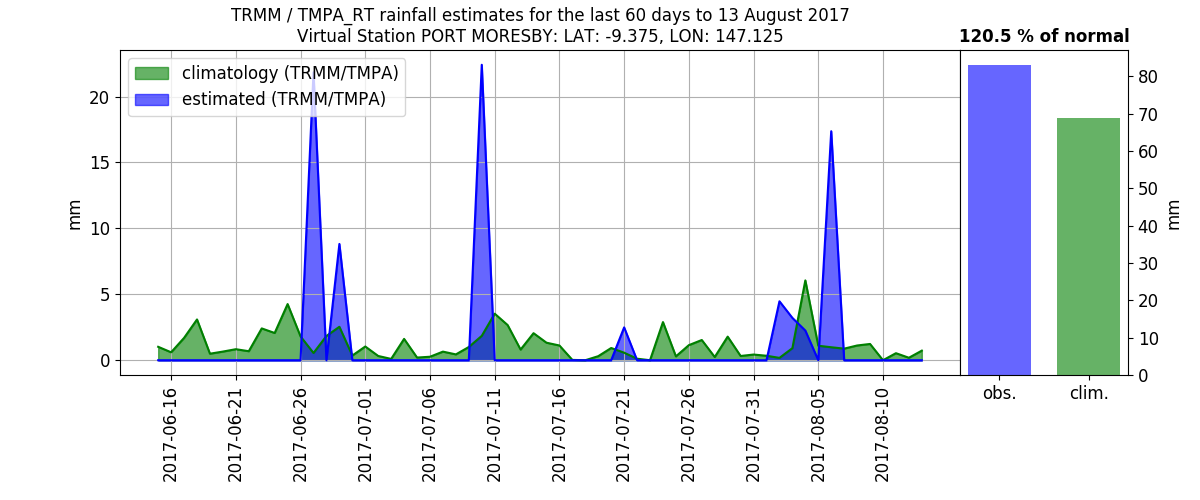 TRMM / TMPA_RT rainfall estimates for the last 60 days to 13 August 2017
Virtual Station PORT MORESBY: LAT: -9.375, LON: 147.125
120.5 % of normal
climatology (TRMM/TMPA)
estimated (TRMM/TMPA)
mm
20
15
10
5
0
2017-06-16
2017-06-21
2017-06-26
2017-07-01
2017-07-06
2017-07-11
2017-07-16
2017-07-21
2017-07-26
2017-07-31
2017-08-05
2017-08-10
80
70
60
50
40
30
20
10
0
mm
obs.
clim.